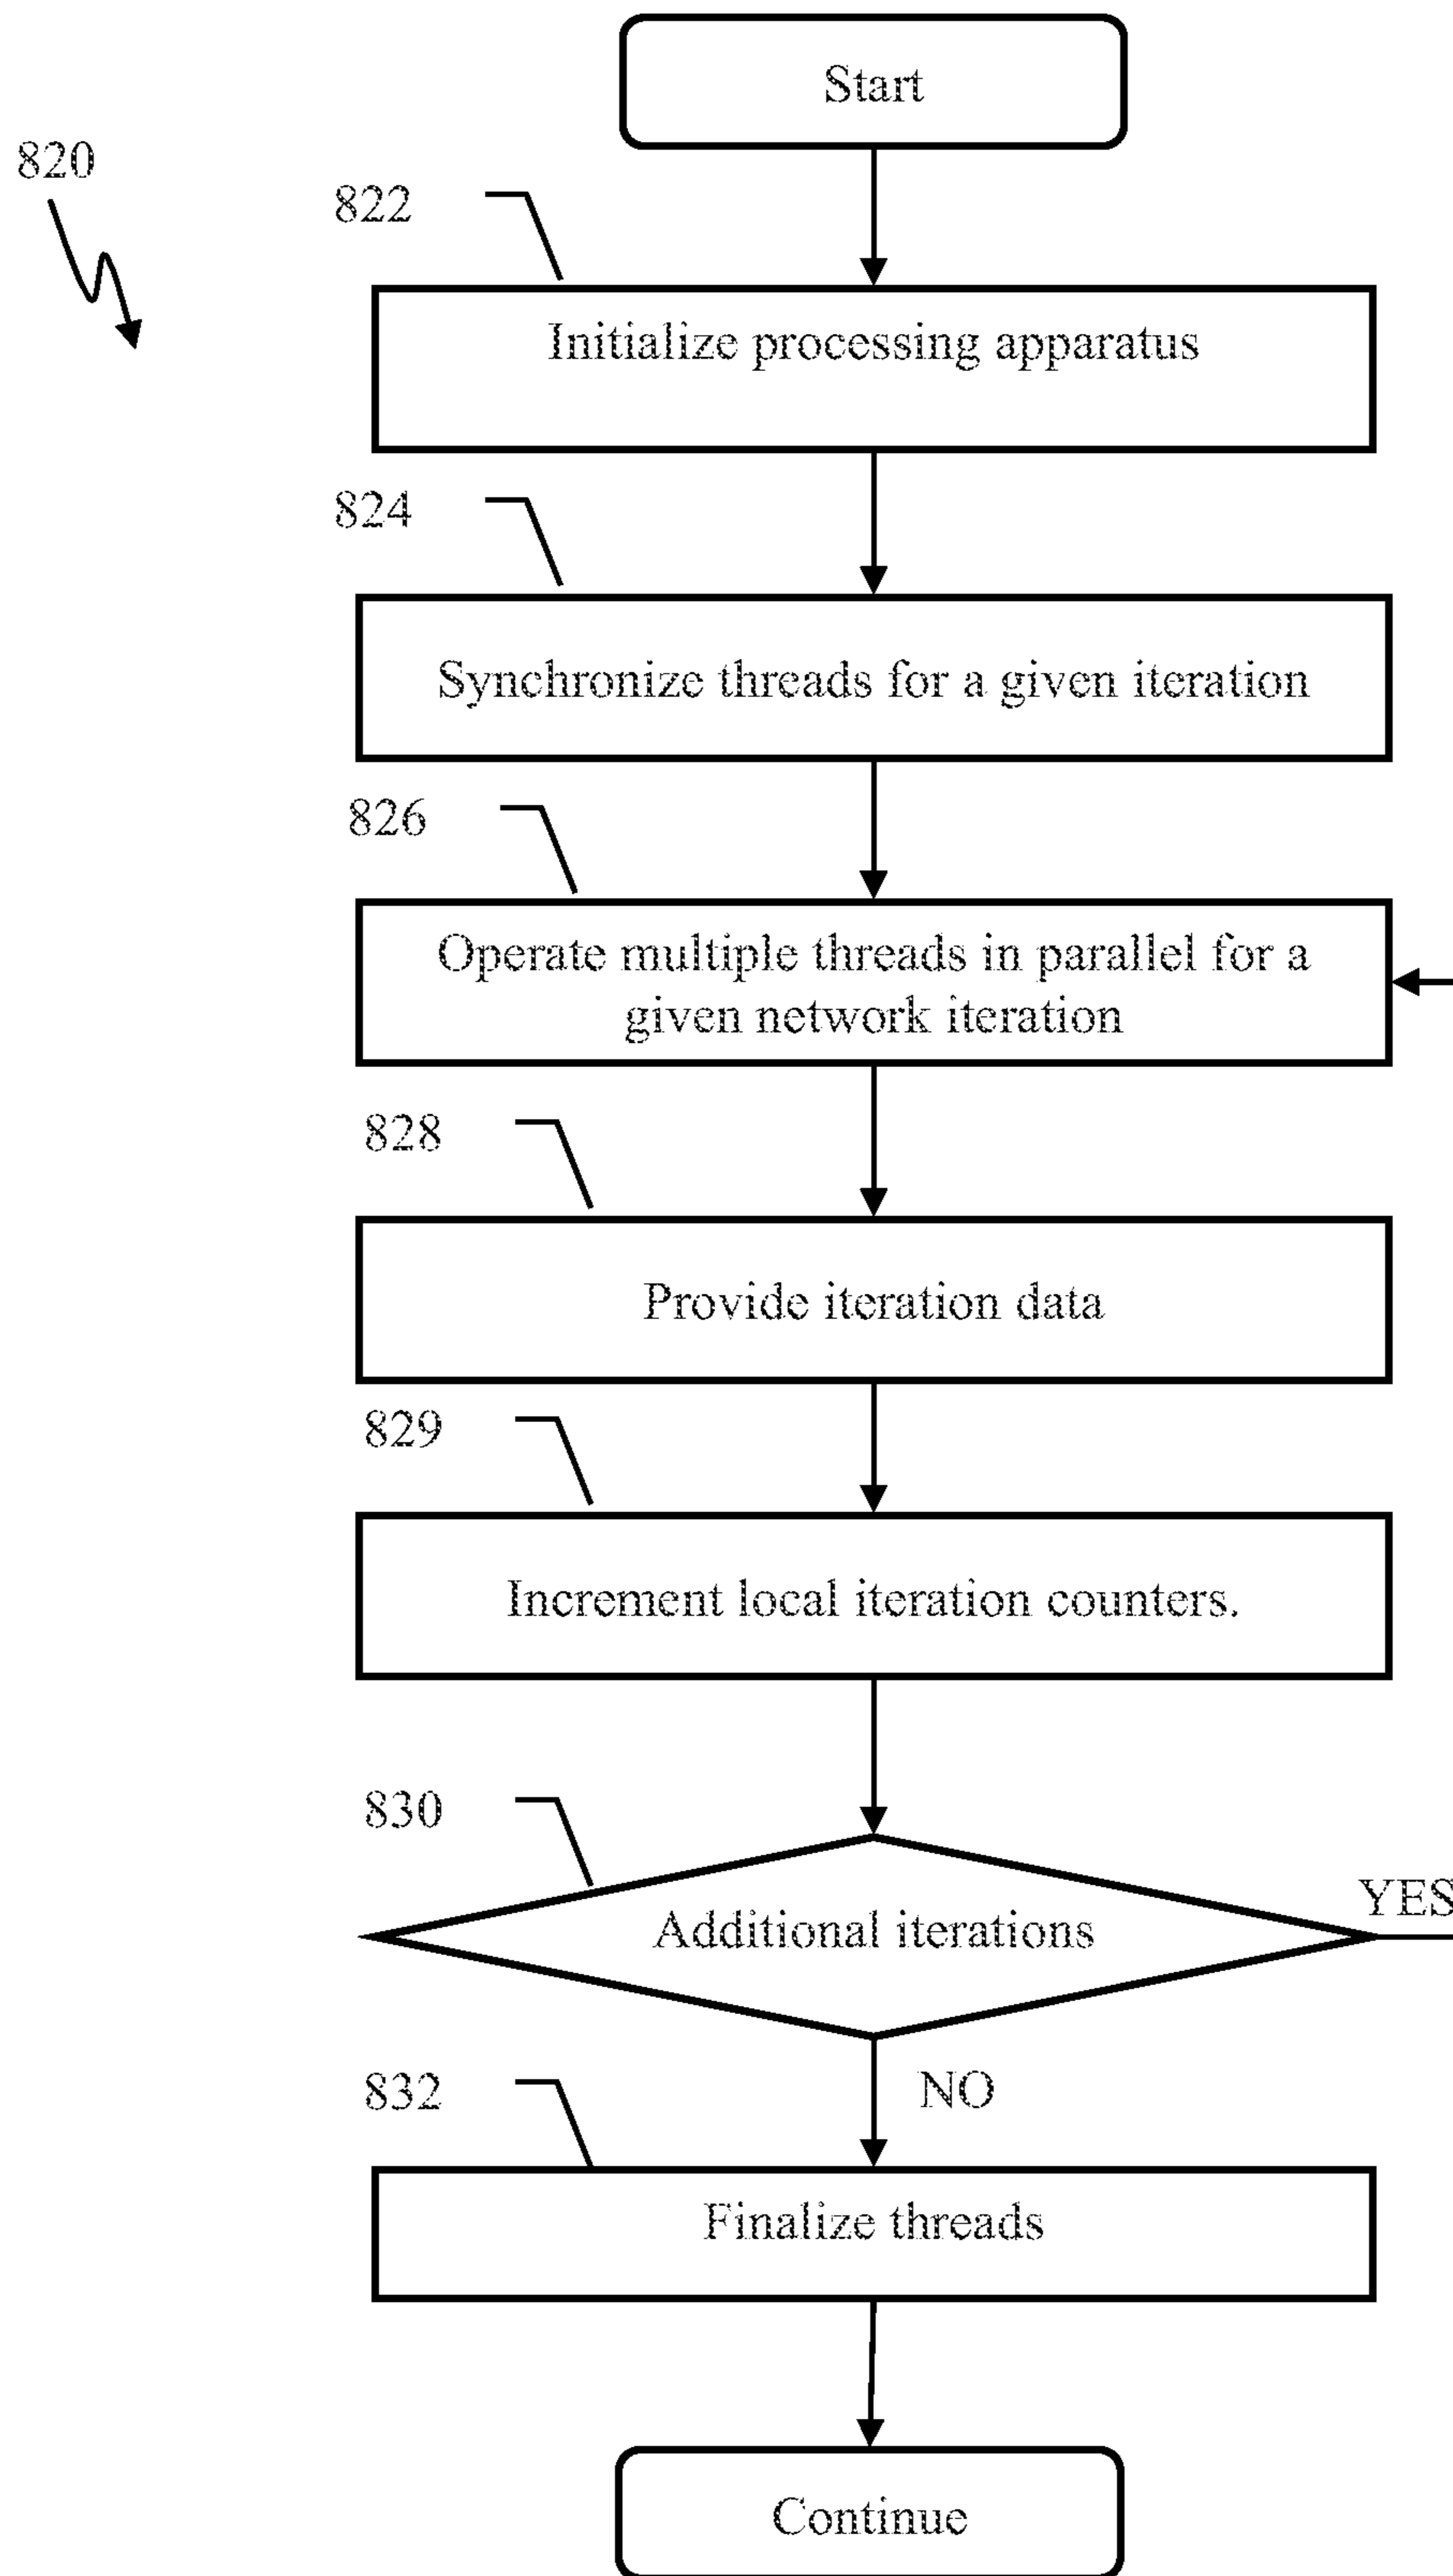 Start
820
822
Initialize processing apparatus
824
Synchronize threads for a given iteration
826
Operate multiple threads in parallel for a
given network iteration
828
Provide iteration data
829
Increment local iteration counters.
830
Additional iterations
YES
NO
832
Finalize threads
Continue